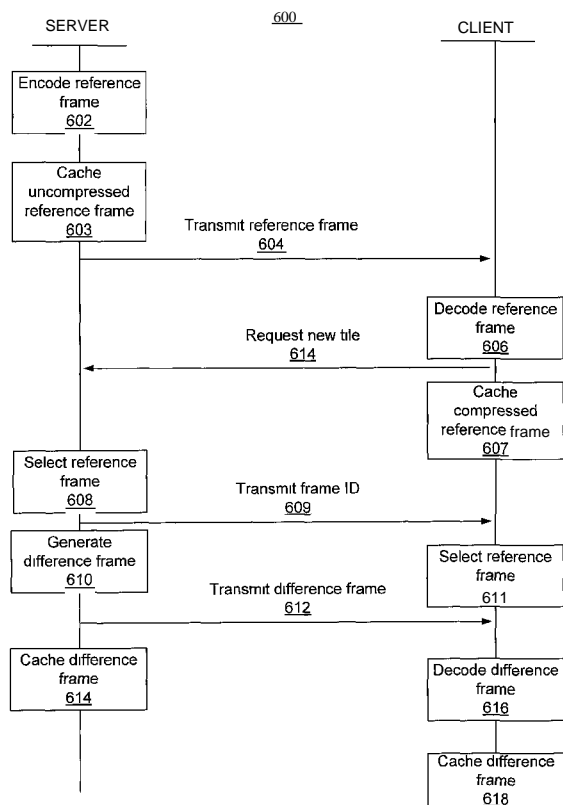 600
SERVER
CLIENT
Encode reference
frame
602
Cache
uncompressed
reference frame
603
Transmit reference frame
604
Decode reference
frame
606
Request new tile
614
Cache
compressed
reference frame
607
Select reference
frame
608
Transmit frame ID
609
Generate
difference frame
610
Select reference
frame
611
Transmit difference frame
612
Cache difference
frame
614
Decode difference
frame
616
Cache difference
frame
618